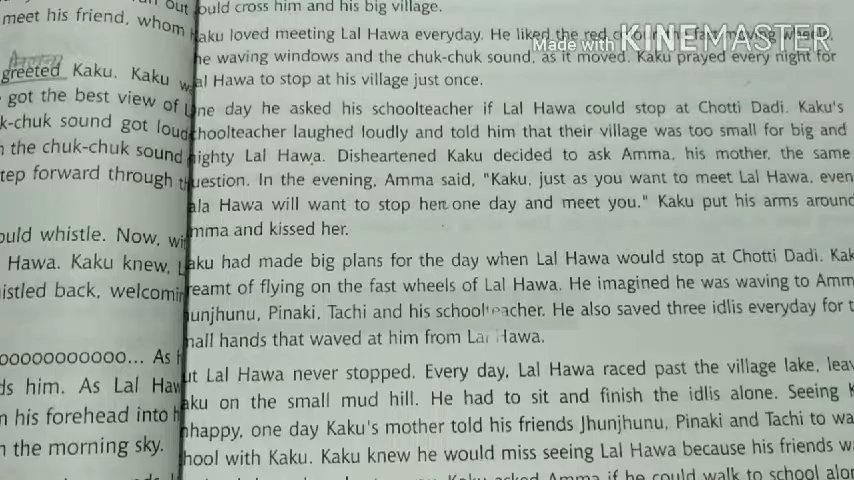 out
meet his friend, whom
greeted Kaku. Kaku
got the best view of
k-chuk sound got loud
the chuk-chuk sound
tep forward through
ould whistle. Now,
Hawa. Kaku knew,
istled back, welcomin
ooooooooooo... As
ds him. As Lal Haw
n his forehead into
n the morning sky.
ould cross him and his big village.
aku loved meeting Lal Hawa everyday. He liked the red
he waving windows and the chuk-chuk sound, as it moved. Kaku prayed every night for
al Hawa to stop at his village just once.
ne day he asked his schoolteacher if Lal Hawa could stop at Chotti Dadi. Kaku's
choolteacher laughed loudly and told him that their village was too small for big and
ighty Lal Hawa. Disheartened Kaku decided to ask Amma, his mother, the same
uestion. In the evening, Amma said, "Kaku, just as you want to meet Lal Hawa, even
ala Hawa will want to stop here one day and meet you." Kaku put his arms around
mma and kissed her.
aku had made big plans for the day when Lal Hawa would stop at Chotti Dadi. Kak
reamt of flying on the fast wheels of Lal Hawa. He imagined he was waving to Amm
hunjhunu, Pinaki, Tachi and his schoolteacher. He also saved three idlis everyday for t
mall hands that waved at him from Lal Hawa.
ut Lal Hawa never stopped. Every day, Lal Hawa raced past the village lake, leav
aku on the small mud hill. He had to sit and finish the idlis alone. Seeing K
nhappy, one day Kaku's mother told his friends Jhunjhunu, Pinaki and Tachi to wa
hool with Kaku. Kaku knew he would miss seeing Lal Hawa because his friends w
Kaku asked Amma if he could walk to school alon
Made with KINEMASTER